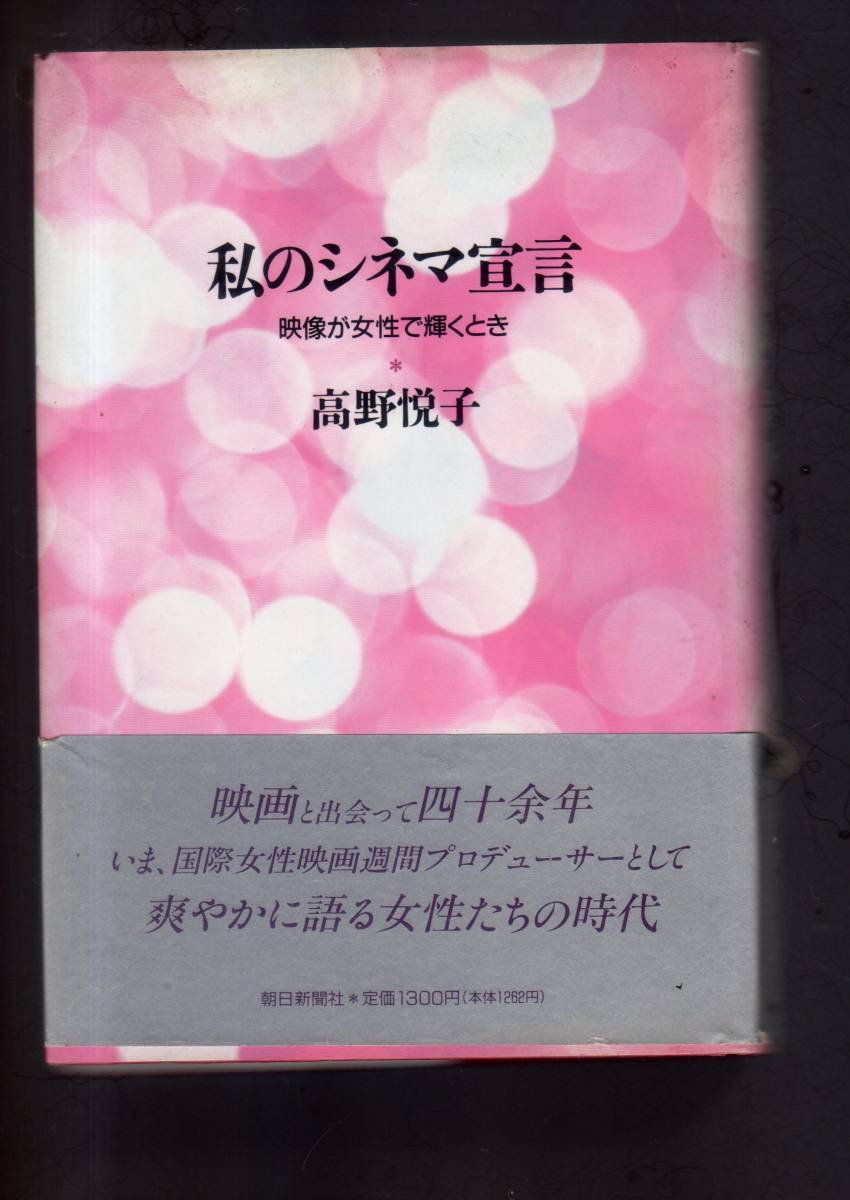 私のシネマ宣言
映像が女性で輝くとき
*
高野悦子
映画と出会って四十余年
いま、国際女性映画週間プロデューサーとして
爽やかに語る女性たちの時代
朝日新聞社*定価1300円(本体1262円)